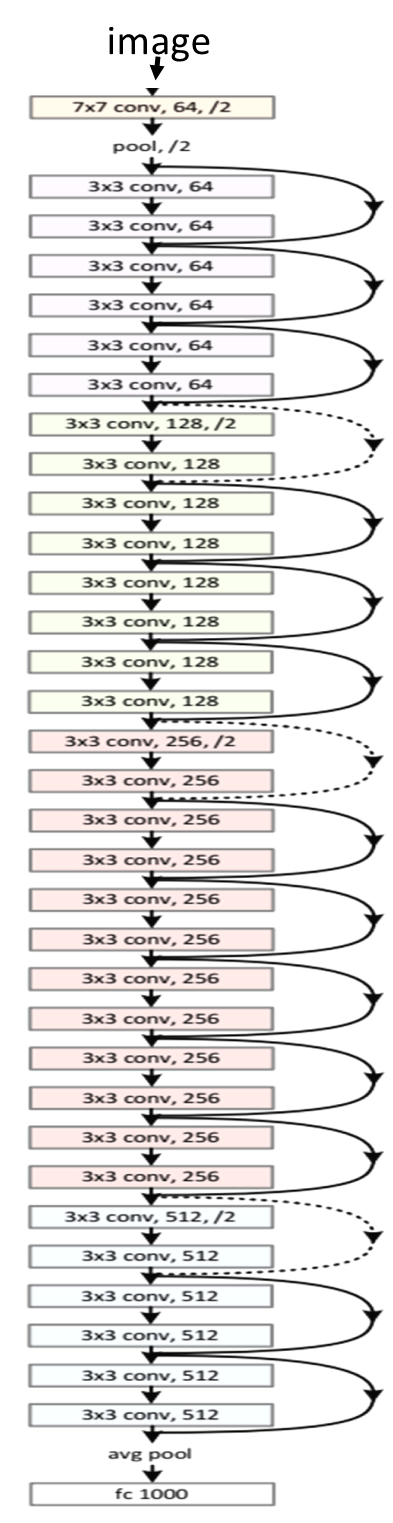 image
7x7 conv, 64, /2
pool, /2
3x3 conv, 64
3x3 conv, 64
3x3 conv, 64
3x3 conv, 64
3x3 conv, 64
3x3 conv, 64
3x3 conv, 128, /2
3x3 conv, 128
3x3 conv, 128
3x3 conv, 128
3x3 conv, 128
3x3 conv, 128
3x3 conv, 128
3x3 conv, 128
3x3 conv, 256, /2
3x3 conv, 256
3x3 conv, 256
3x3 conv, 256
3x3 conv, 256
3x3 conv, 256
3x3 conv, 256
3x3 conv, 256
3x3 conv, 256
3x3 conv, 256
3x3 conv, 256
3x3 conv, 256
3x3 conv, 512, /2
3x3 conv, 512
3x3 conv, 512
3x3 conv, 512
3x3 conv, 512
3x3 conv, 512
avg pool
fc 1000